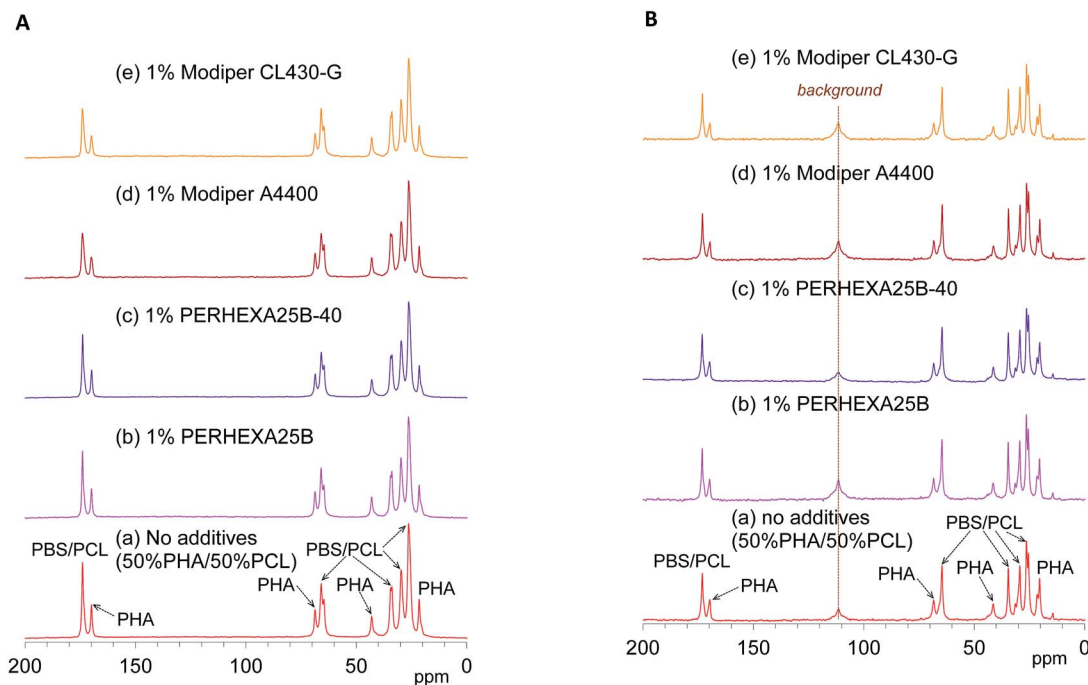 A
(e) 1% Modiper CL430-G
(d) 1% Modiper A4400
(c) 1% PERHEXA25B-40
(b) 1% PERHEXA25B
(a) No additives
(50%PHA/50%PCL)
PBS/PCL
PBS/PCL
PHA
PHA
PHA
PHA
PHA
200
150
100
50
0
ppm
B
(e) 1% Modiper CL430-G
background
(d) 1% Modiper A4400
(c) 1% PERHEXA25B-40
(b) 1% PERHEXA25B
(a) no additives
(50%PHA/50%PCL)
PBS/PCL
PBS/PCL
PHA
PHA
PHA
PHA
200
150
100
50
0
ppm